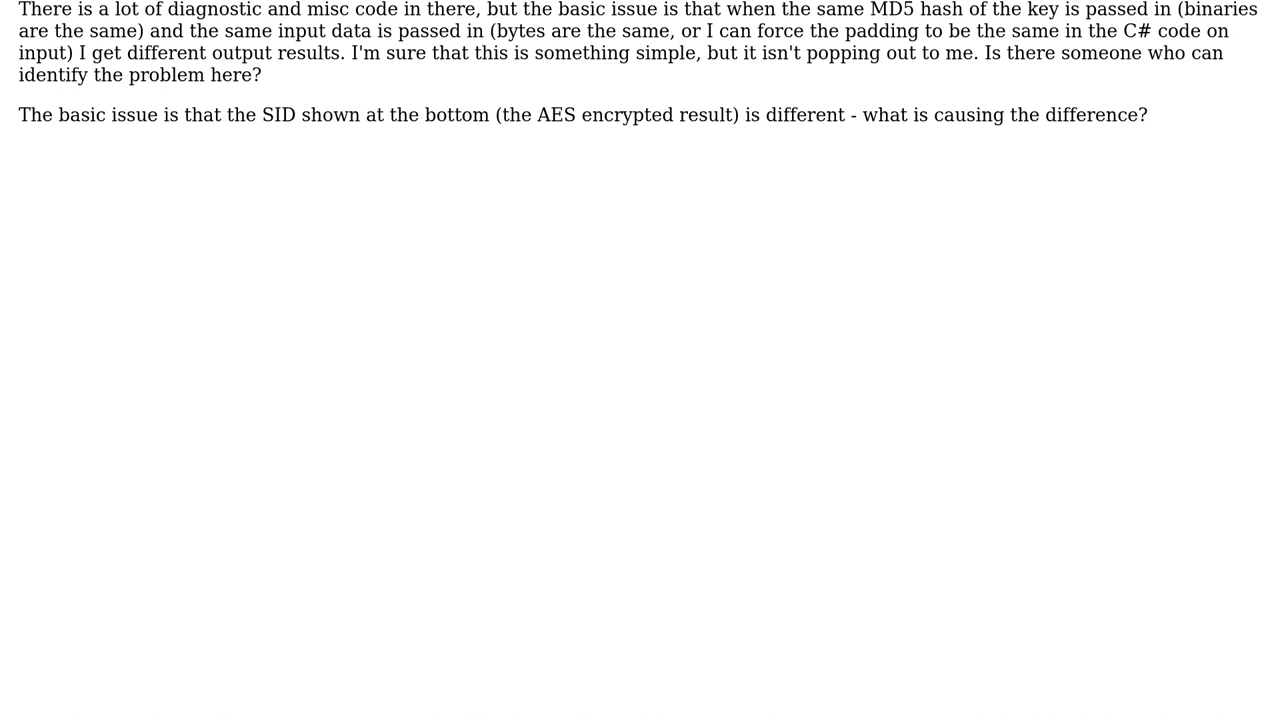 There is a lot of diagnostic and misc code in there, but the basic issue is that when the same MD5 hash of the key is passed in (binaries
are the same) and the same input data is passed in (bytes are the same, or I can force the padding to be the same in the C# code on
input) I get different output results. I'm sure that this is something simple, but it isn't popping out to me. Is there someone who can
identify the problem here?
The basic issue is that the SID shown at the bottom (the AES encrypted result) is different - what is causing the difference?